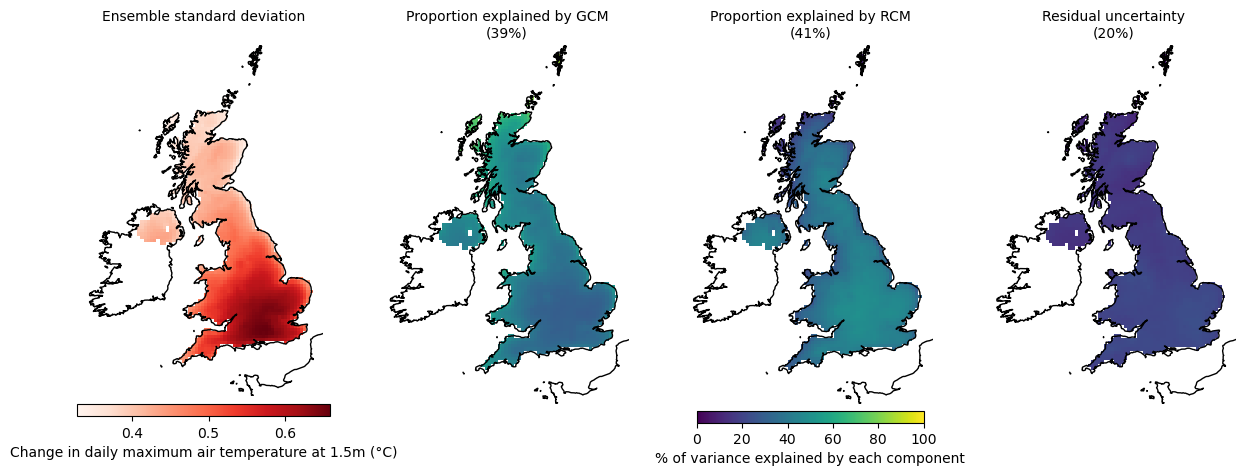 Ensemble standard deviation
Proportion explained by GCM
(39%)
Proportion explained by RCM
(41%)
Residual uncertainty
(20%)
0.4 0.5 0.6
Change in daily maximum air temperature at 1.5m (°C)
0 20 40 60 80 100
% of variance explained by each component